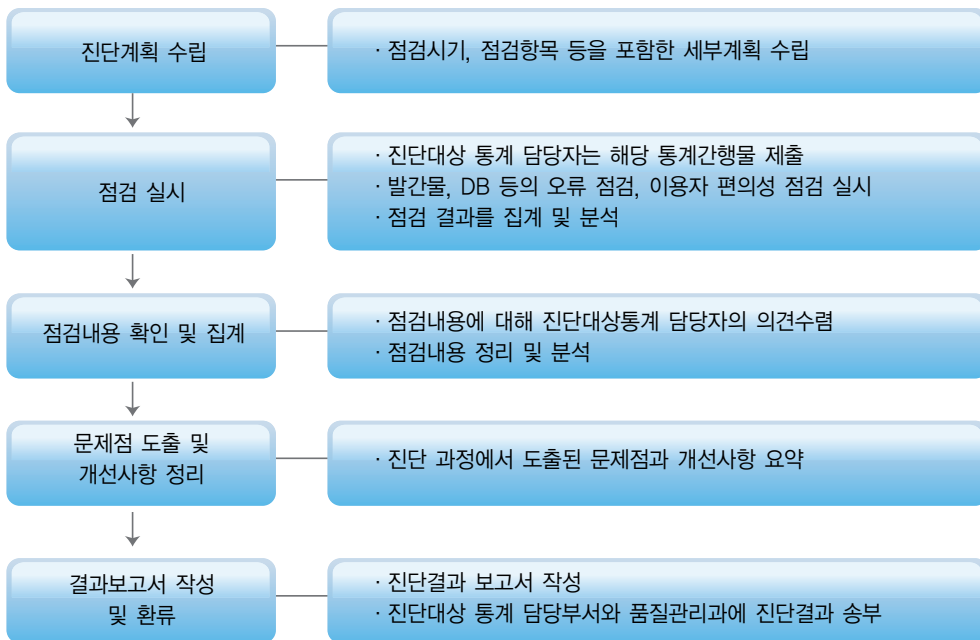 진단계획 수립
· 점검시기, 점검항목 등을 포함한 세부계획 수립
점검 실시
· 진단대상 통계 담당자는 해당 통계간행물 제출
· 발간물, DB 등의 오류 점검, 이용자 편의성 점검 실시
· 점검 결과를 집계 및 분석
점검내용 확인 및 집계
· 점검내용에 대해 진단대상통계 담당자의 의견수렴
· 점검내용 정리 및 분석
문제점 도출 및
개선사항 정리
· 진단 과정에서 도출된 문제점과 개선사항 요약
결과보고서 작성
및 환류
· 진단결과 보고서 작성
· 진단대상 통계 담당부서와 품질관리과에 진단결과 송부